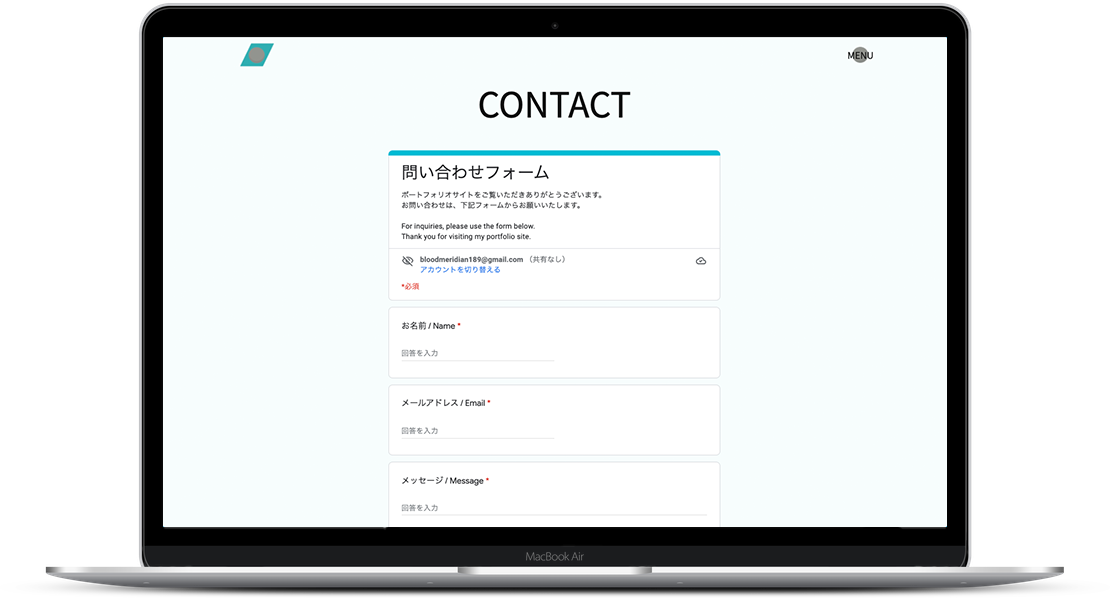 MENU
CONTACT
問い合わせフォーム
ポートフォリオサイトをご覧いただきありがとうございます。
お問い合わせは、下記フォームからお願いいたします。
For inquiries, please use the form below.
Thank you for visiting my portfolio site.
bloodmeridian189@gmail.com （共有なし）
アカウントを切り替える
*必須
お名前 / Name *
回答を入力
メールアドレス / Email *
回答を入力
メッセージ / Message *
回答を入力
MacBook Air